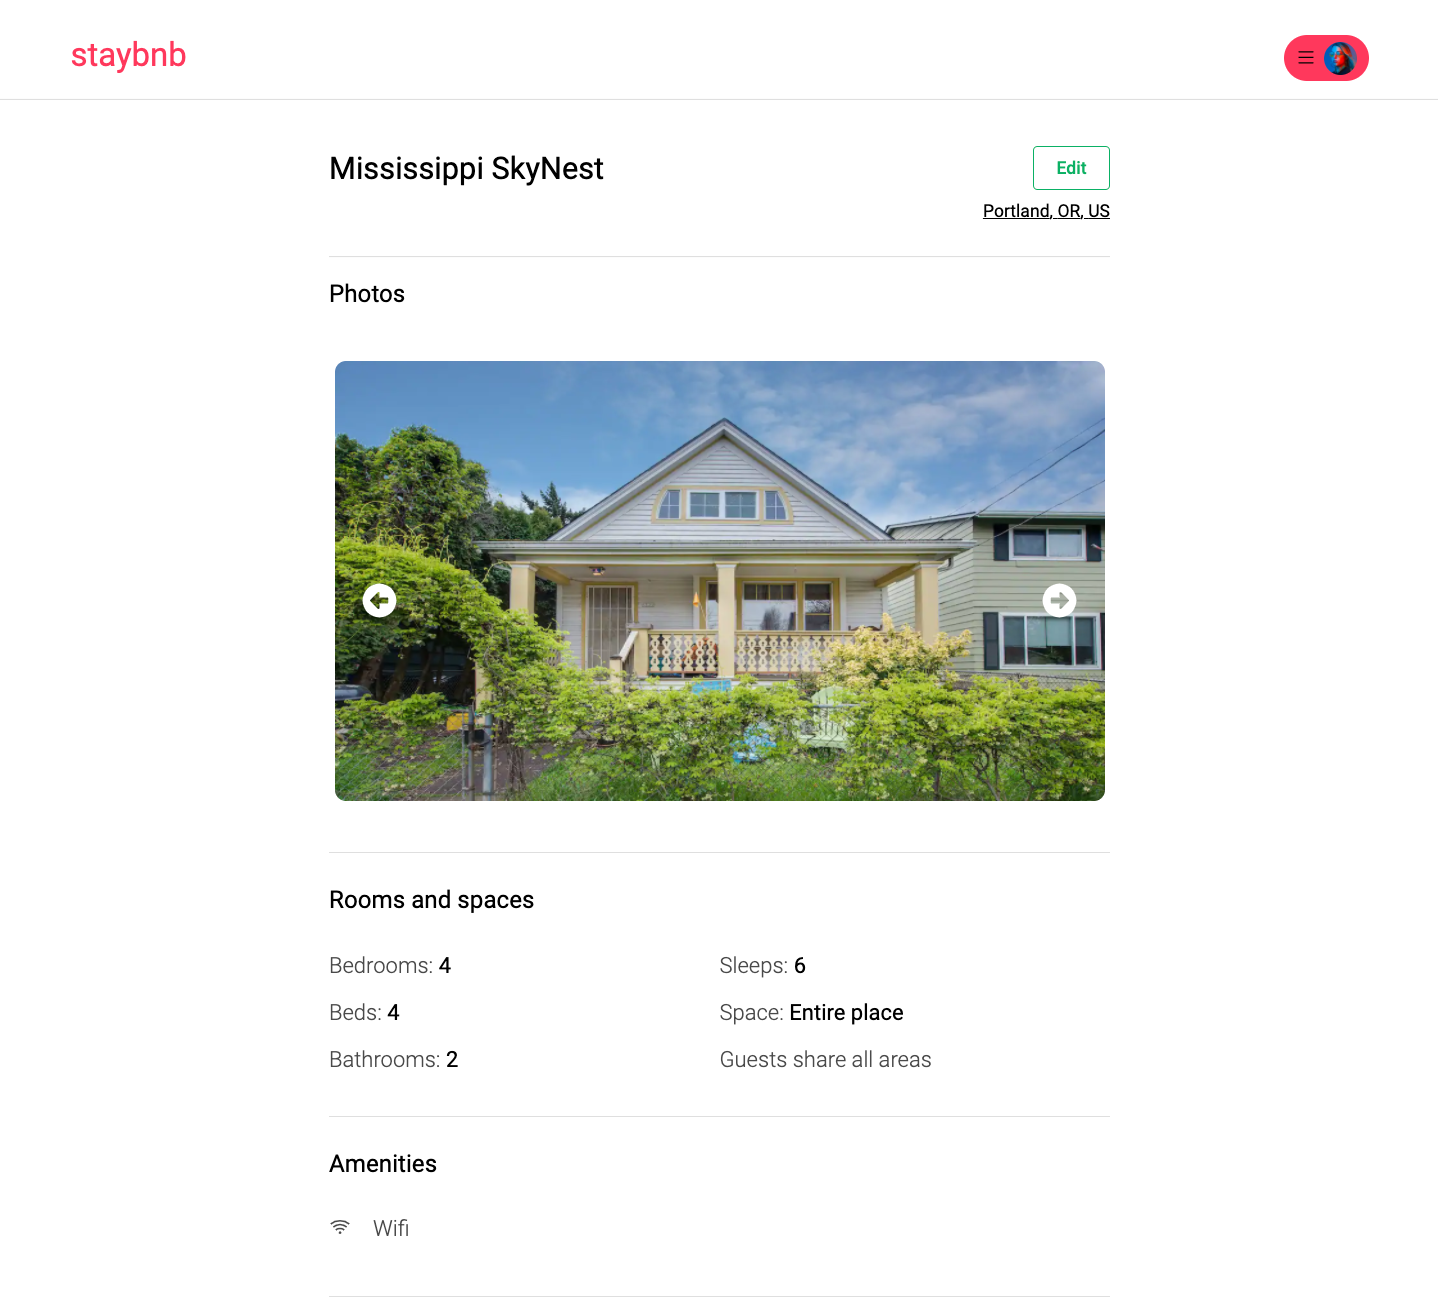 staybnb
Mississippi SkyNest
Edit
Portland, OR, US
Photos
Rooms and spaces
Bedrooms: 4
Sleeps: 6
Beds: 4
Space: Entire place
Bathrooms: 2
Guests share all areas
Amenities
Wifi